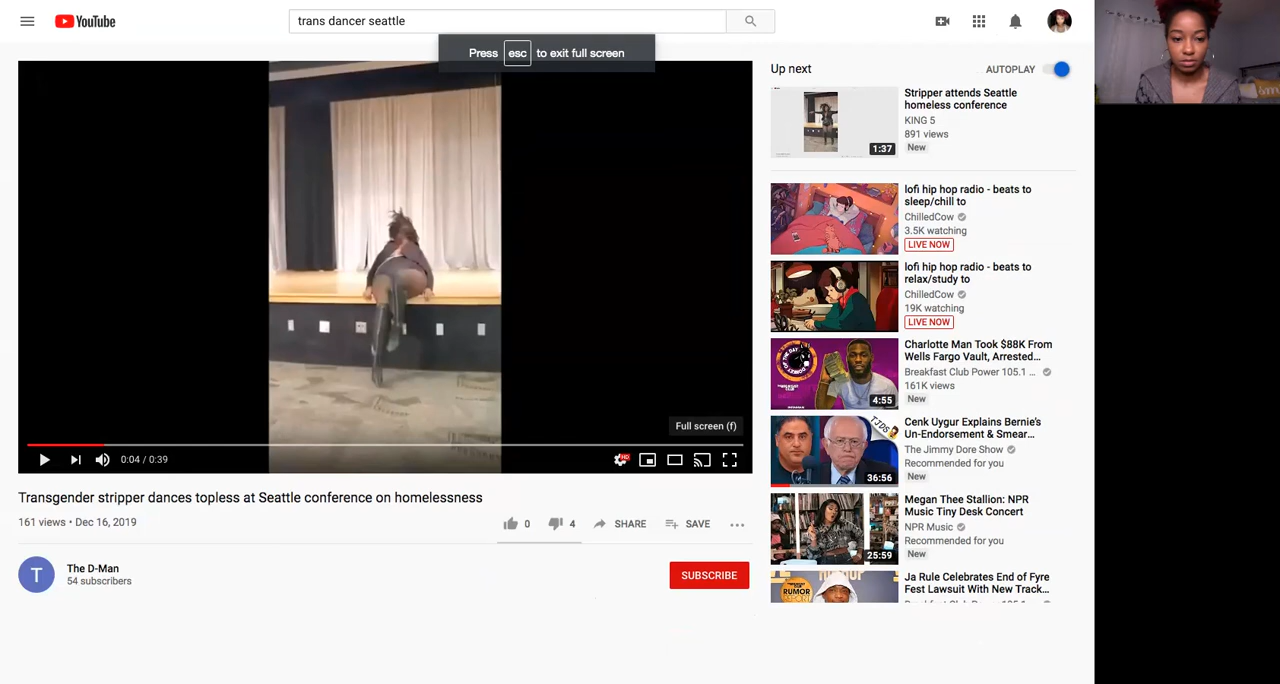 YouTube
trans dancer seattle
Press esc to exit full screen
Full screen (f)
0:04 / 0:39
HD
Transgender stripper dances topless at Seattle conference on homelessness
161 views • Dec 16, 2019
0
4
SHARE
SAVE
T
The D-Man
54 subscribers
SUBSCRIBE
Up next
AUTOPLAY
1:37
Stripper attends Seattle
homeless conference
KING 5
891 views
New
lofi hip hop radio - beats to
sleep/chill to
ChilledCow
3.5K watching
LIVE NOW
lofi hip hop radio - beats to
relax/study to
ChilledCow
19K watching
LIVE NOW
4:55
Charlotte Man Took $88K From
Wells Fargo Vault, Arrested...
Breakfast Club Power 105.1 ...
161K views
New
TJDS
36:56
Cenk Uygur Explains Bernie's
Un-Endorsement & Smear...
The Jimmy Dore Show
Recommended for you
New
25:59
Megan Thee Stallion: NPR
Music Tiny Desk Concert
NPR Music
Recommended for you
New
RUMOR
Ja Rule Celebrates End of Fyre
Fest Lawsuit With New Track...